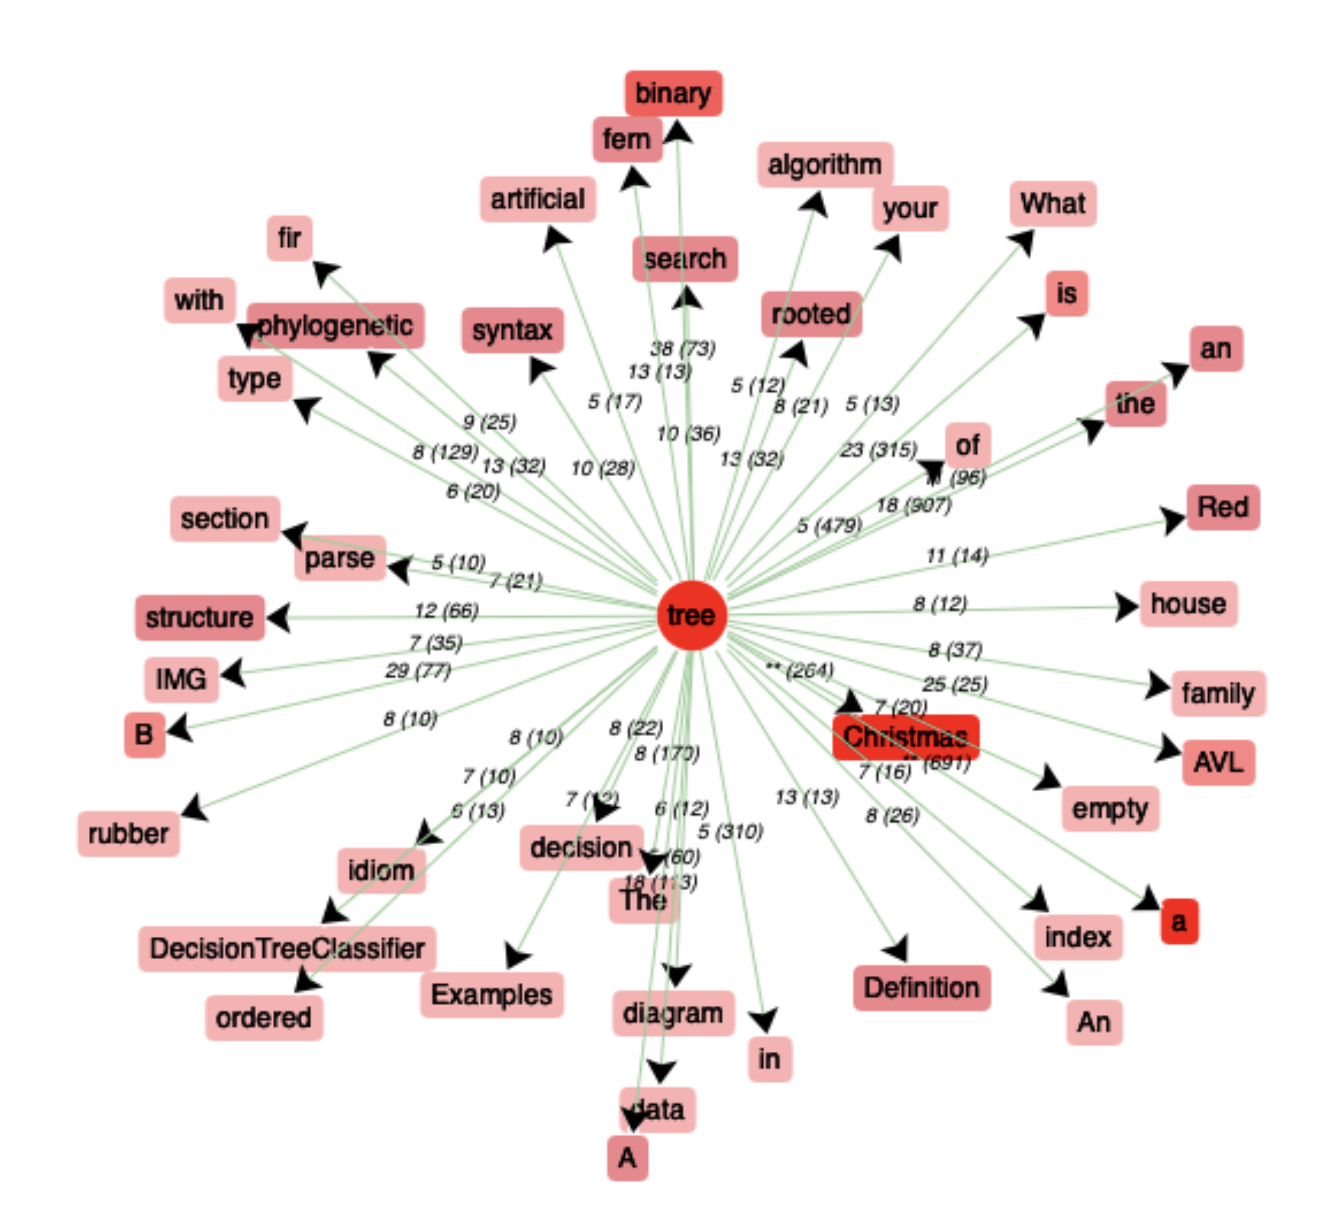 binary
fern
algorithm
artificial
your
What
fir
search
is
with
rooted
phylogenetic
syntax
an
38 (73)
13 (13)
type
5 (12)
5 (17)
8 (21)
5 (13)
the
9 (25)
10 (36)
8 (129)
13 (32)
10 (28)
13 (32)
23 (315)
of
(96)
6 (20)
18 (907)
Red
section
5 (479)
parse
5 (10)
7 (21)
11 (14)
structure
12 (66)
tree
8 (12)
house
7 (35)
8 (37)
IMG
29 (77)
** (264)
25 (25)
family
8 (10)
7 (20)
B
8 (10)
8 (22)
Christmas
8 (170)
** (691)
AVL
7 (10)
7 (16)
rubber
6 (13)
6 (12)
13 (13)
8 (26)
empty
5 (310)
decision
(60)
idiom
18 (113)
The
a
DecisionTreeClassifier
index
Examples
Definition
ordered
diagram
An
in
data
A